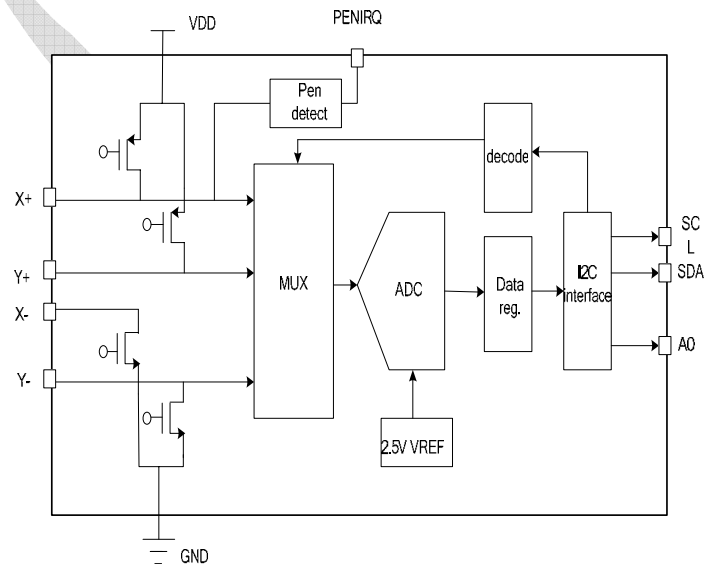 PENIRQ
VDD
Pen
detect
decode
X+
Y+
X-
Y-
MUX
ADC
Data
reg.
I2C
interface
SC
L
SDA
A0
2.5V VREF
GND